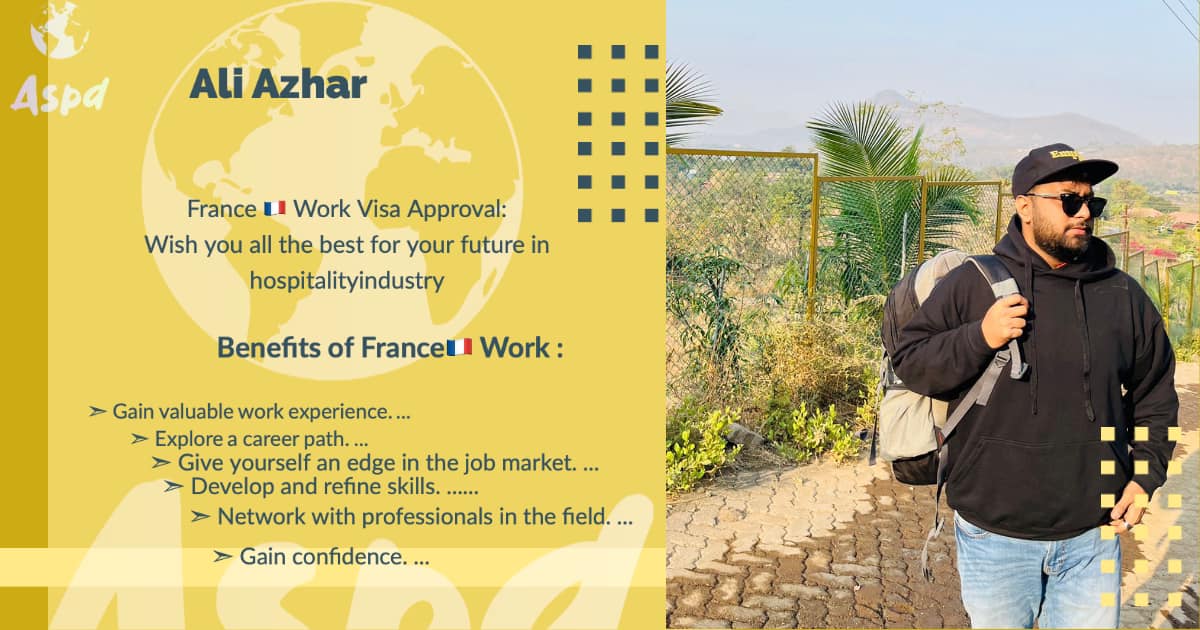 Aspd
Ali Azhar
France 🇫🇷 Work Visa Approval:
Wish you all the best for your future in
hospitalityindustry
Benefits of France🇫🇷 Work :
➣ Gain valuable work experience. ...
➣ Explore a career path. ...
➣ Give yourself an edge in the job market. ...
➣ Develop and refine skills. ......
➣ Network with professionals in the field. ...
➣ Gain confidence. ...
Aspd